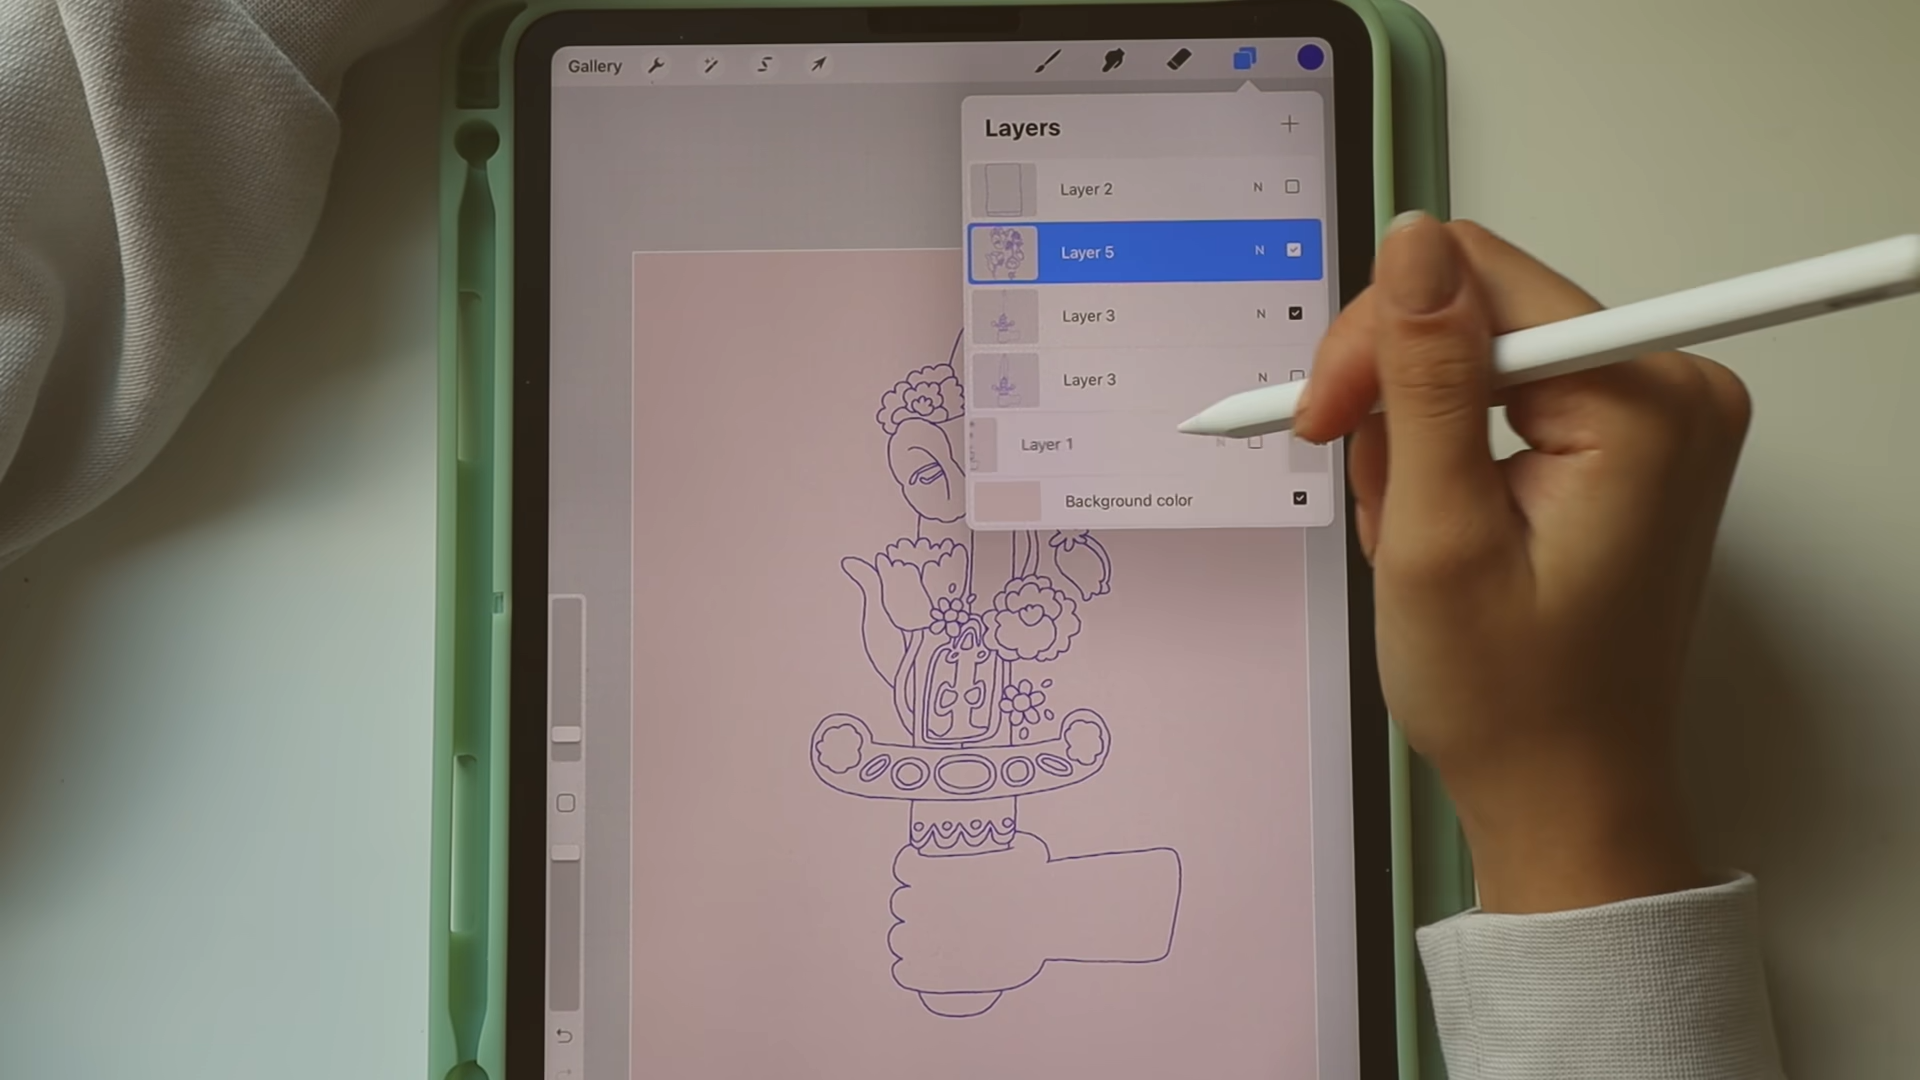 Gallery
Layers
Layer 2 N
Layer 5 N
Layer 3 N
Layer 3 N
Layer 1 N
Background color